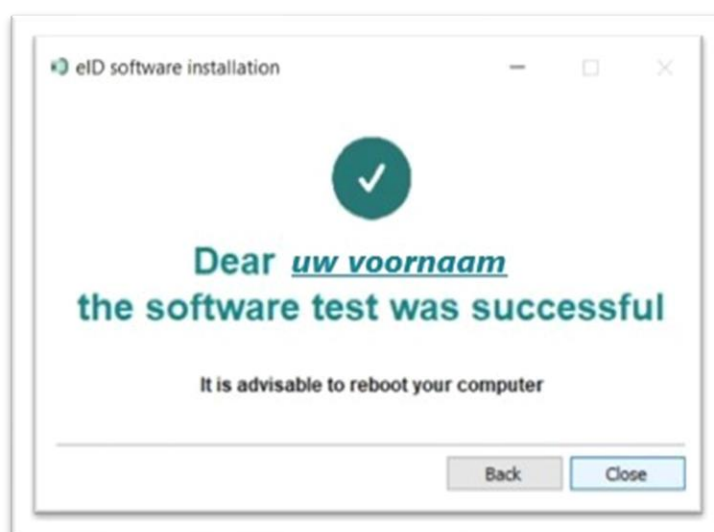 eID software installation
Dear uw voornaam
the software test was successful
It is advisable to reboot your computer
Back Close